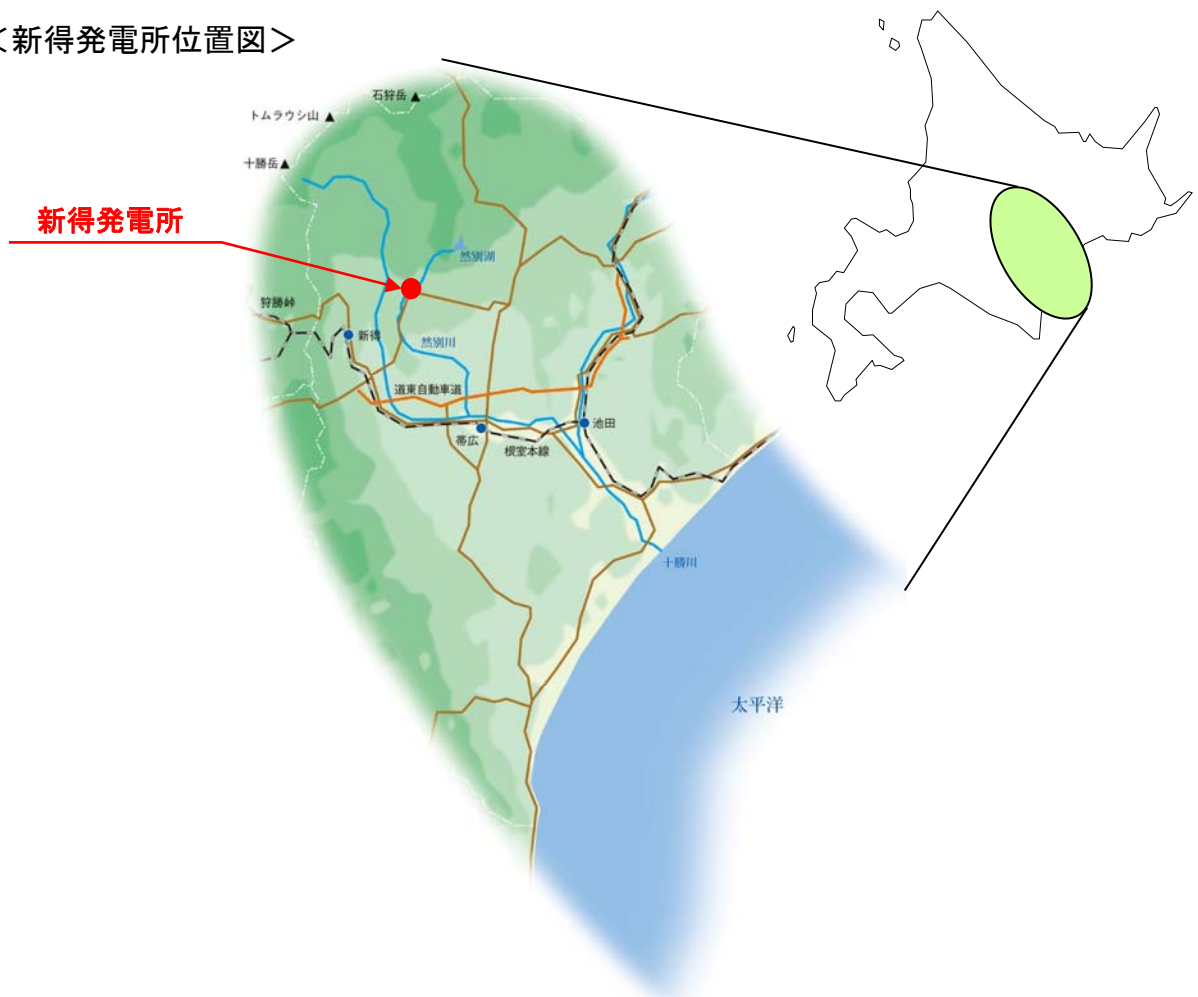 <新得発電所位置図>
石狩岳▲
トムラウシ山▲
十勝岳▲
新得発電所
然別湖
狩勝峠
新得
然別川
道東自動車道
帯広
池田
根室本線
十勝川
太平洋